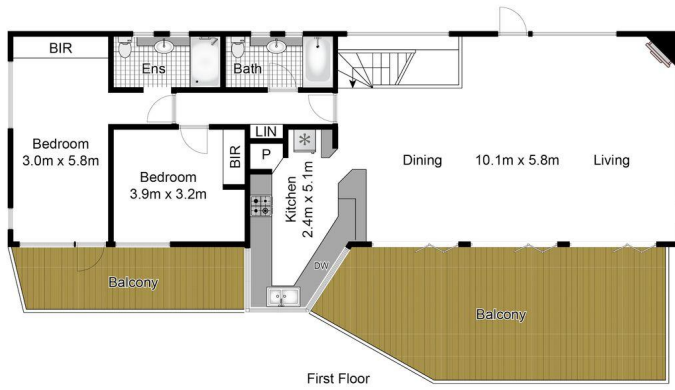 BIR
Ens
Bath
Bedroom
3.0m x 5.8m
Bedroom
3.9m x 3.2m
BIR
LIN
P
Kitchen
2.4m x 5.1m
DW
Dining
10.1m x 5.8m
Living
Balcony
Balcony
First Floor